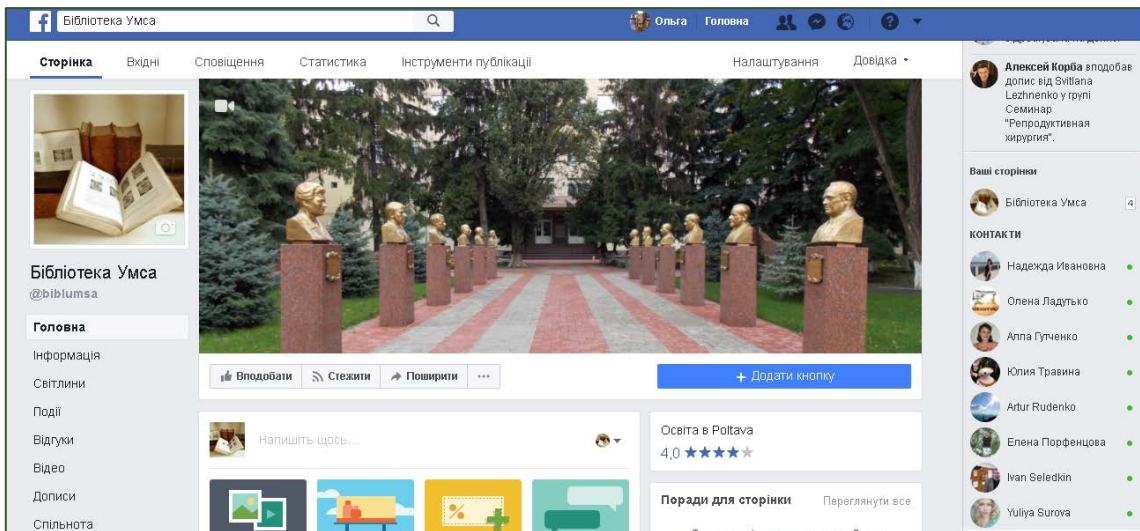 Бібліотека Умса
Ольга Головна
Сторінка Вхідні Сповіщення Статистика Інструменти публікації Налаштування Довідка
Алексей Корба вподобав
допис від Svitlana
Lezhnenko у групі
Семинар
"Репродуктивная
хирургия".
Ваші сторінки
Бібліотека Умса 4
КОНТАКТИ
Надежда Ивановна
Олена Ладутько
Алла Гутченко
Юлия Травина
Artur Rudenko
Елена Порфенцова
Ivan Seledkin
Yuliya Surova
Бібліотека Умса
@biblumsa
Головна
Інформація
Світлини
Події
Відгуки
Відео
Дописи
Спільнота
Вподобати Стежити Поширити ...
+ Додати кнопку
Напишіть щось...
Освіта в Poltava
4,0 ★★★★★
Поради для сторінки Переглянути все